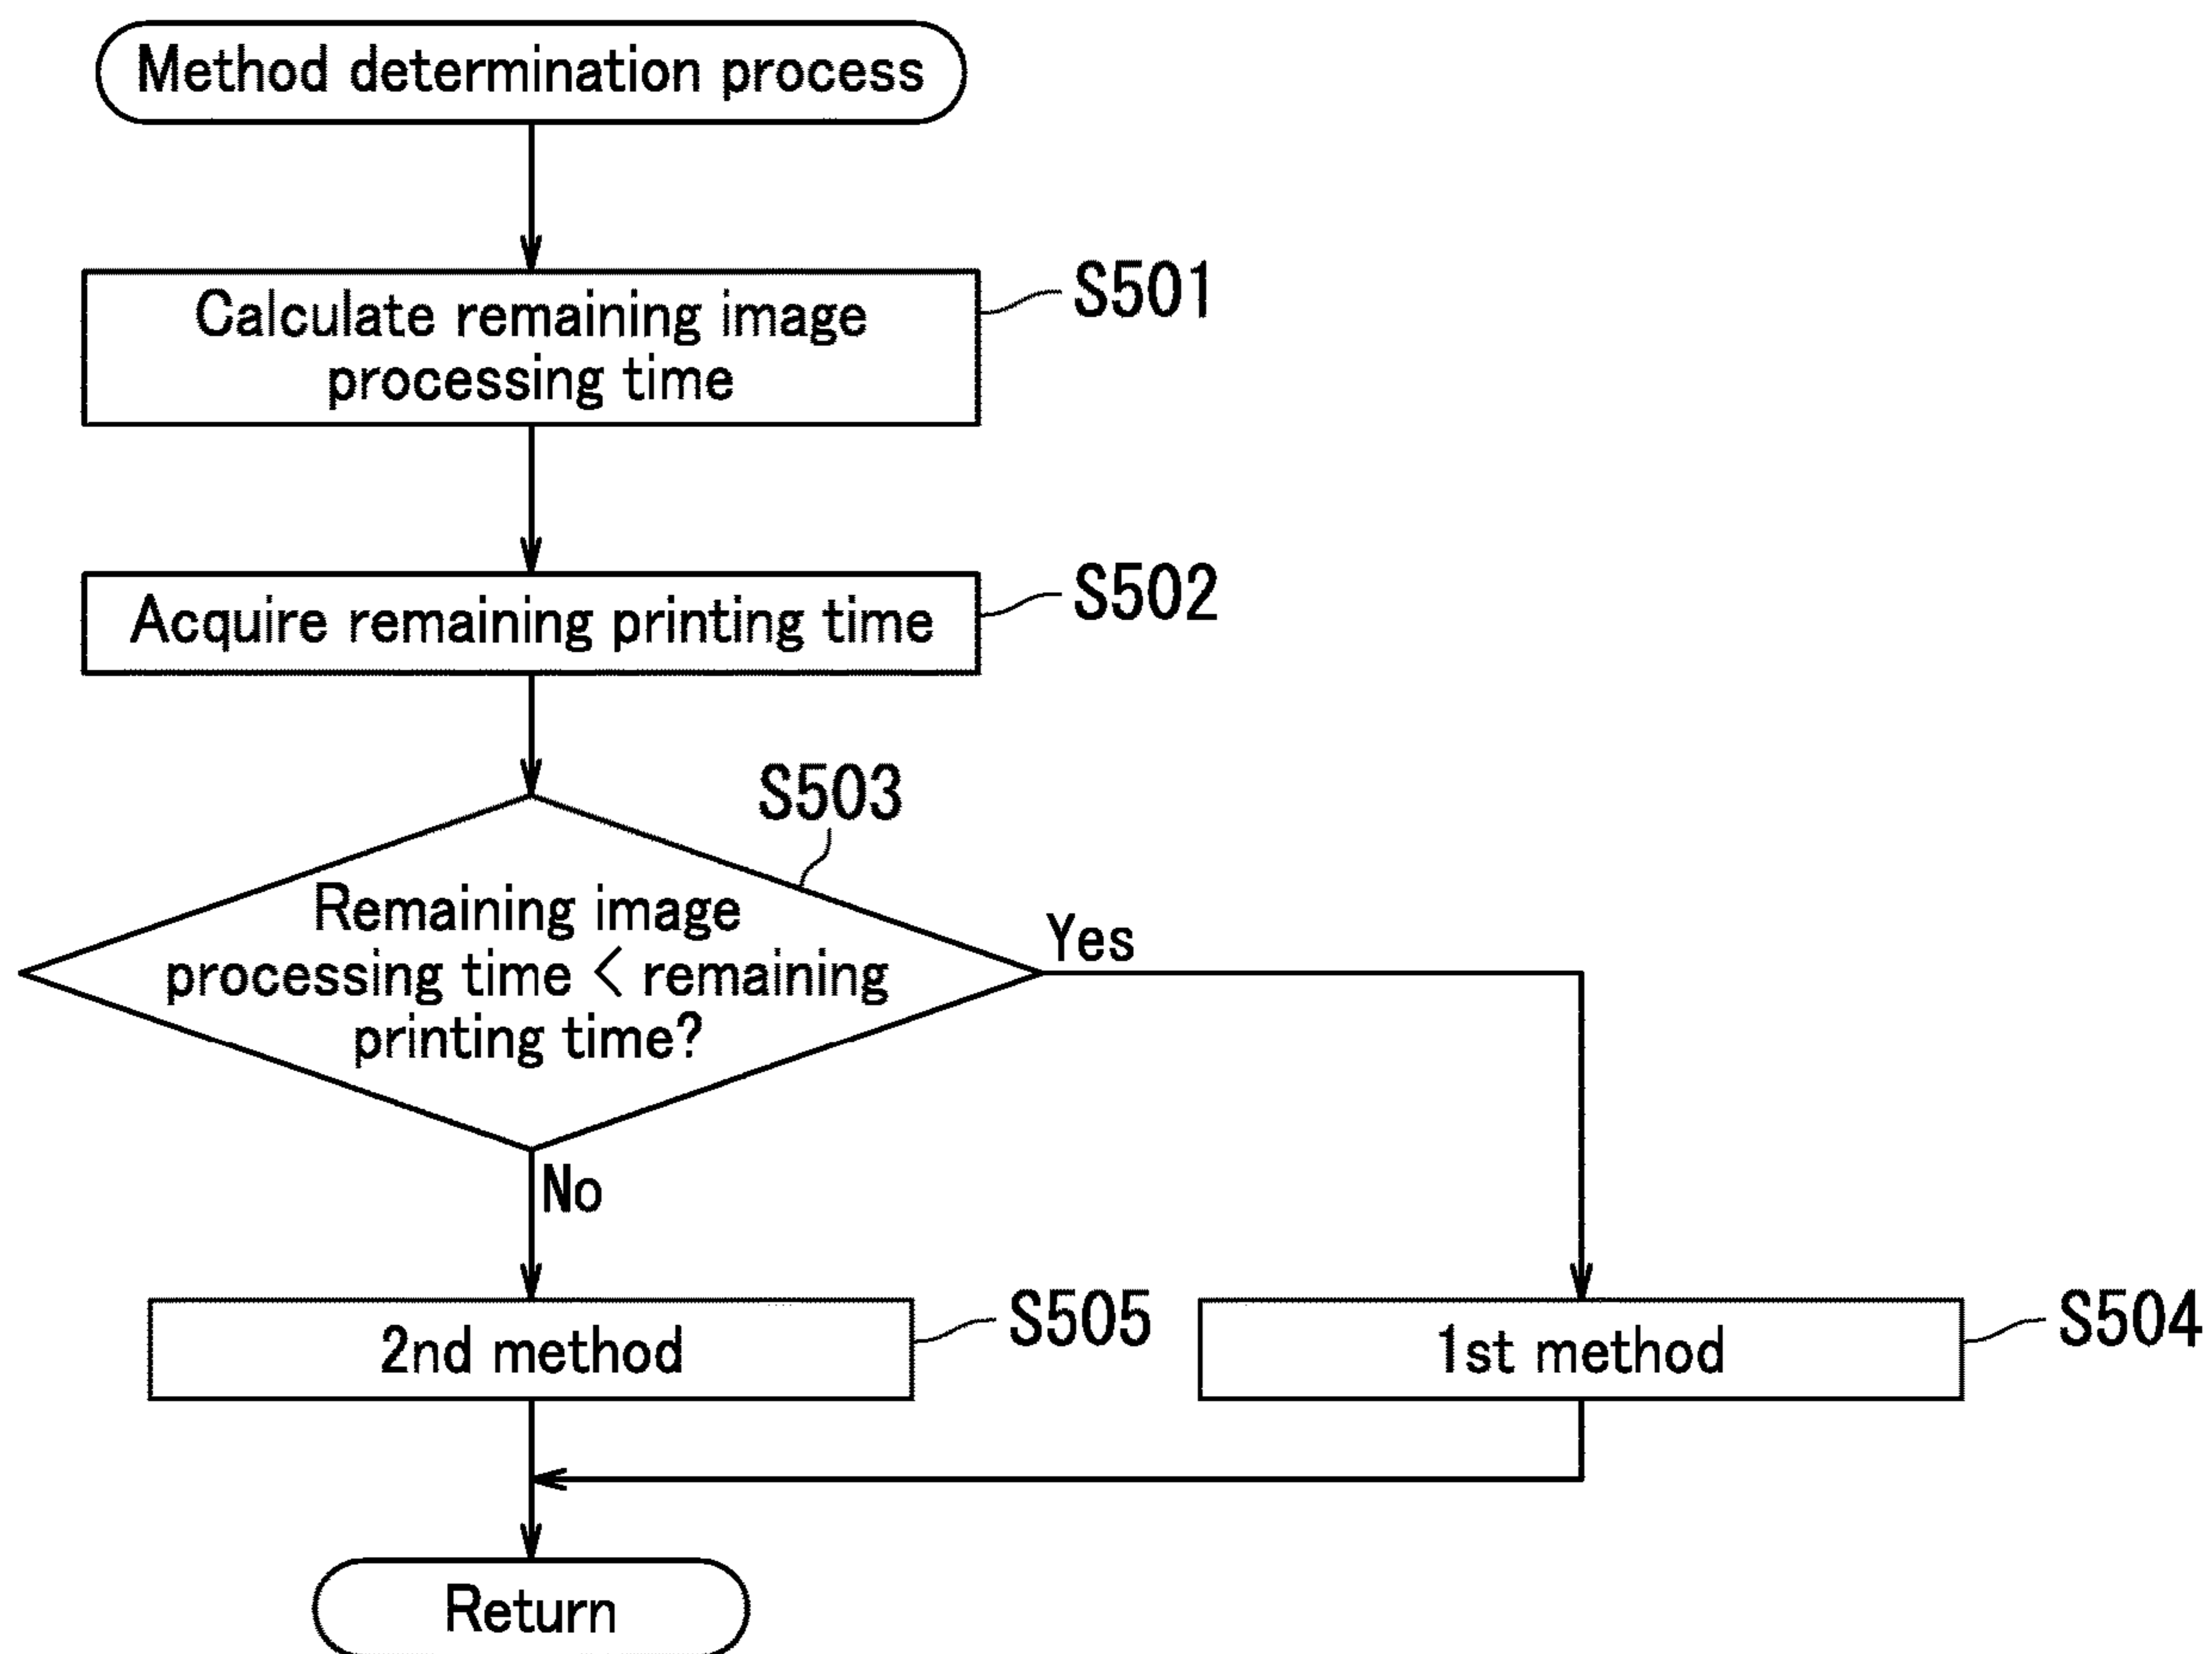 Method determination process
Calculate remaining image
processing time
S501
Acquire remaining printing time
S502
S503
Remaining image
processing time < remaining
printing time?
Yes
No
2nd method
S505
1st method
S504
Return